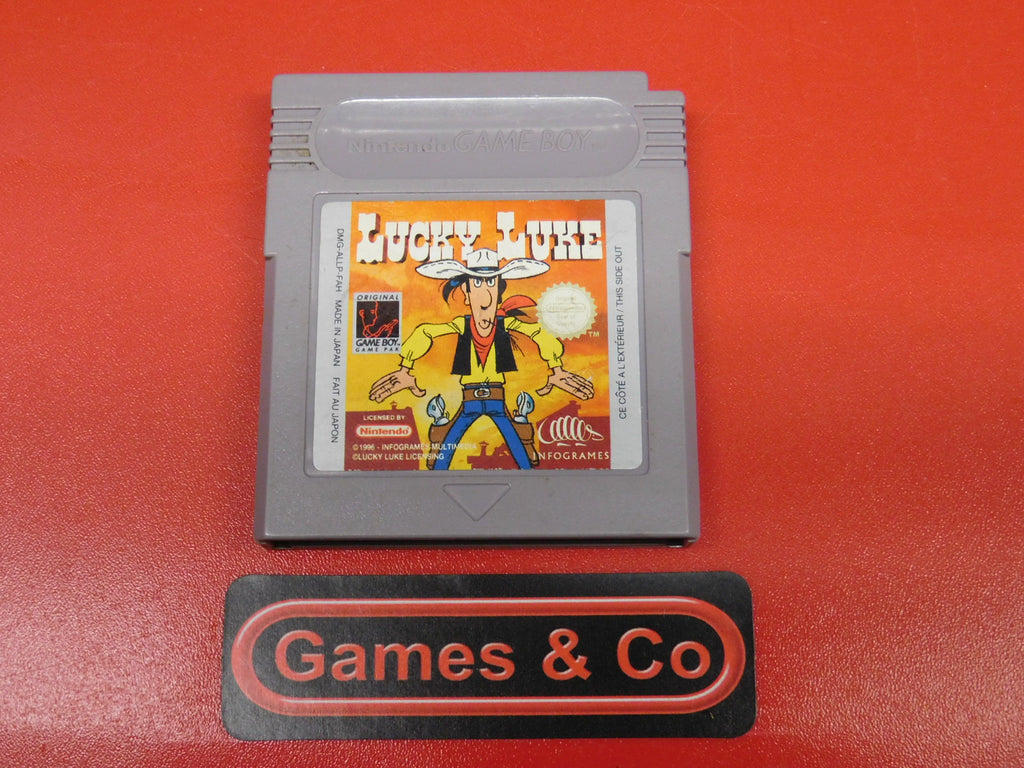 Nintendo GAME BOY
LUCKY LUKE
DMG-ALLP-FAH MADE IN JAPAN FAIT AU JAPON
ORIGINAL
GAME BOY
GAME PAK
TM
CE CÔTÉ A L'EXTÉRIEUR / THIS SIDE OUT
LICENSED BY
Nintendo
©1996 - INFOGRAMES MULTIMEDIA
©LUCKY LUKE LICENSING
INFOGRAMES
Games & Co